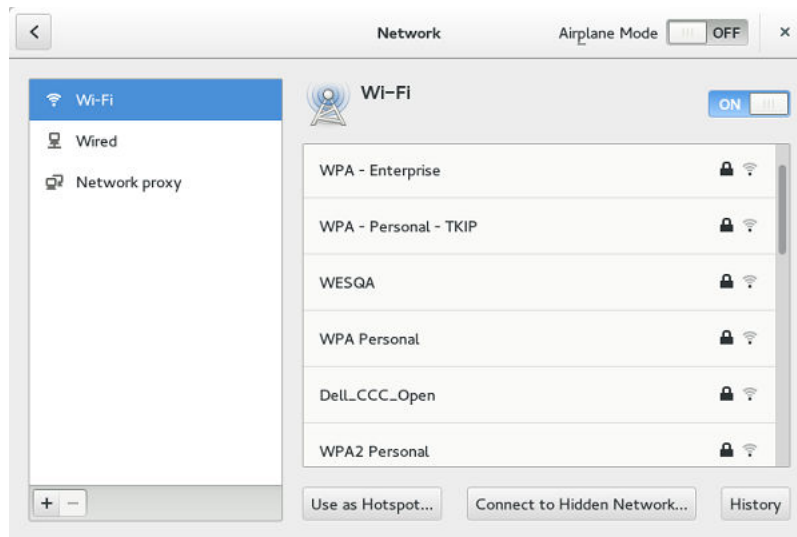 Network
Airplane Mode
OFF
×
Wi-Fi
Wired
Network proxy
+ −
Wi-Fi
ON
WPA - Enterprise
WPA - Personal - TKIP
WESQA
WPA Personal
Dell_CCC_Open
WPA2 Personal
Use as Hotspot...
Connect to Hidden Network...
History